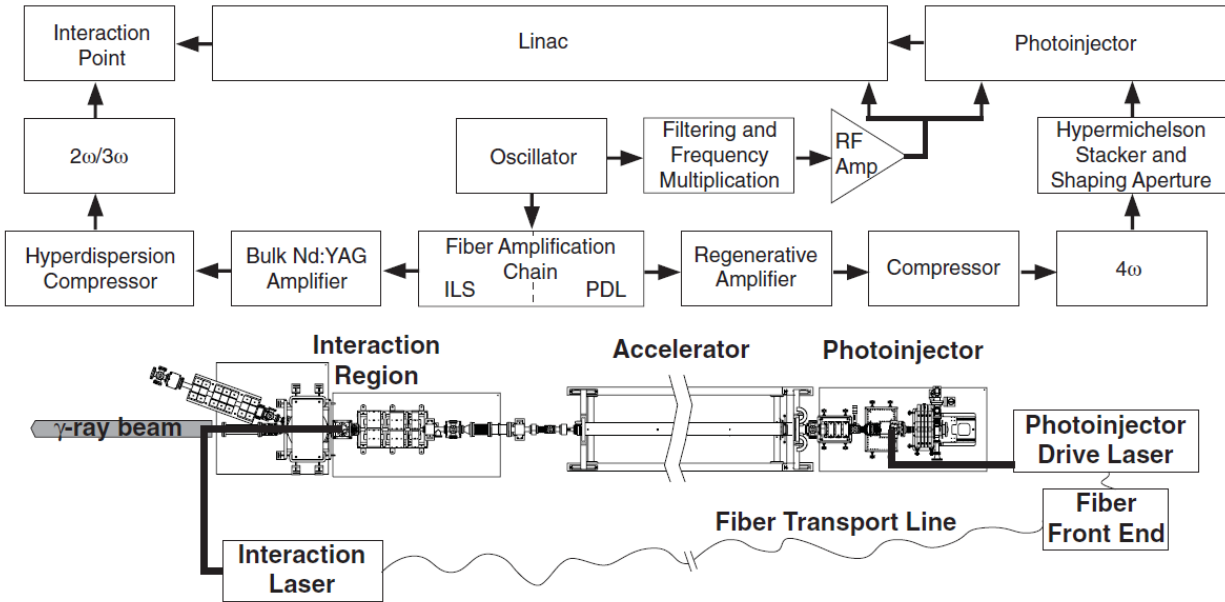 Interaction
Point
Linac
Photoinjector
2ω/3ω
Oscillator
Filtering and
Frequency
Multiplication
RF
Amp
Hypermichelson
Stacker and
Shaping Aperture
Hyperdispersion
Compressor
Bulk Nd:YAG
Amplifier
Fiber Amplification
Chain
ILS PDL
Regenerative
Amplifier
Compressor
4ω
Interaction
Region
Accelerator
Photoinjector
γ-ray beam
Photoinjector
Drive Laser
Fiber Transport Line
Fiber
Front End
Interaction
Laser